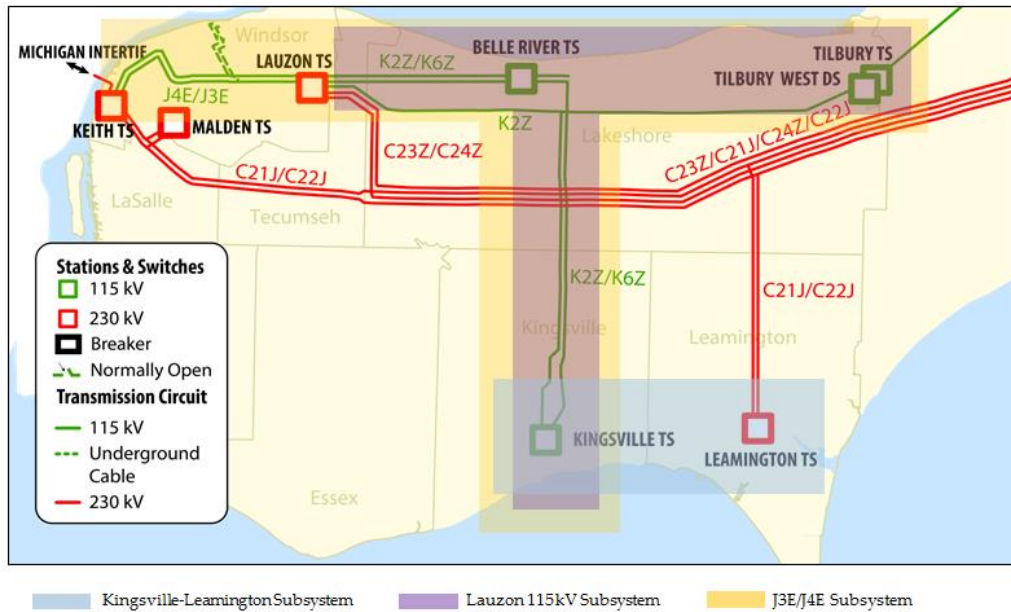 Windsor
BELLE RIVER TS
TILBURY TS
MICHIGAN INTERTIE
LAUZON TS
K2Z/K6Z
TILBURY WEST DS
J4E/J3E
KEITH TS
MALDEN TS
K2Z
Lakeshore
C23Z/C24Z
C23Z/C21J/C24Z/C22J
C21J/C22J
LaSalle
Tecumseh
Stations & Switches
115 kV
230 kV
Breaker
Normally Open
Transmission Circuit
115 kV
Underground
Cable
230 kV
K2Z/K6Z
C21J/C22J
Kingsville
Leamington
KINGSVILLE TS
LEAMINGTON TS
Essex
Kingsville-Leamington Subsystem
Lauzon 115kV Subsystem
J3E/J4E Subsystem